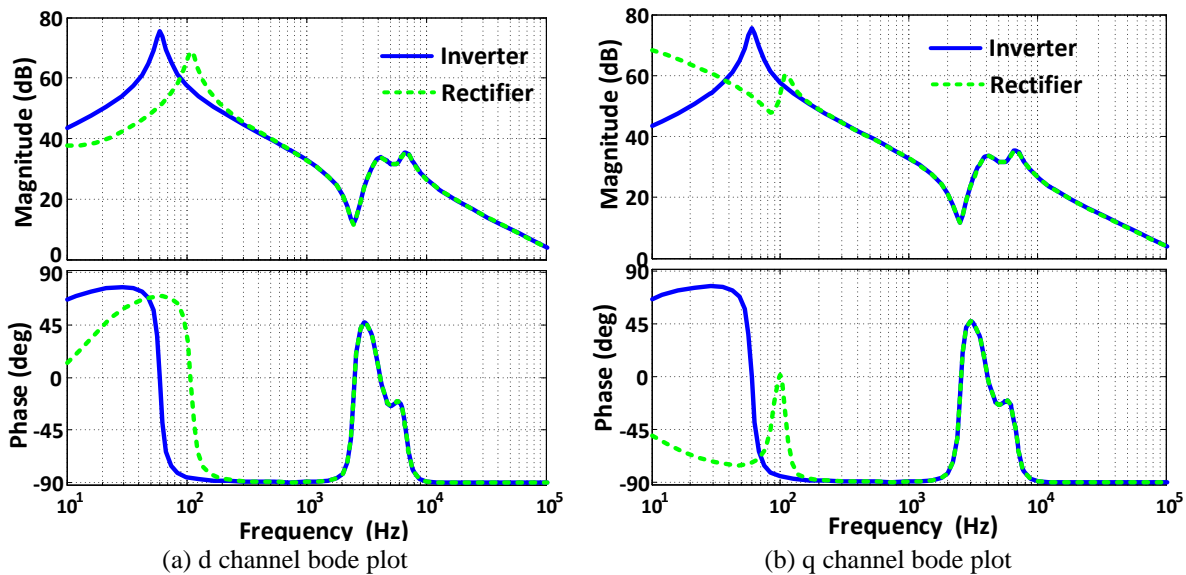 80
60
40
20
0
Magnitude (dB)
Inverter
Rectifier
90
45
0
-45
-90
Phase (deg)
10^1
10^2
10^3
10^4
10^5
Frequency (Hz)
(a) d channel bode plot
80
60
40
20
0
Magnitude (dB)
Inverter
Rectifier
90
45
0
-45
-90
Phase (deg)
10^1
10^2
10^3
10^4
10^5
Frequency (Hz)
(b) q channel bode plot